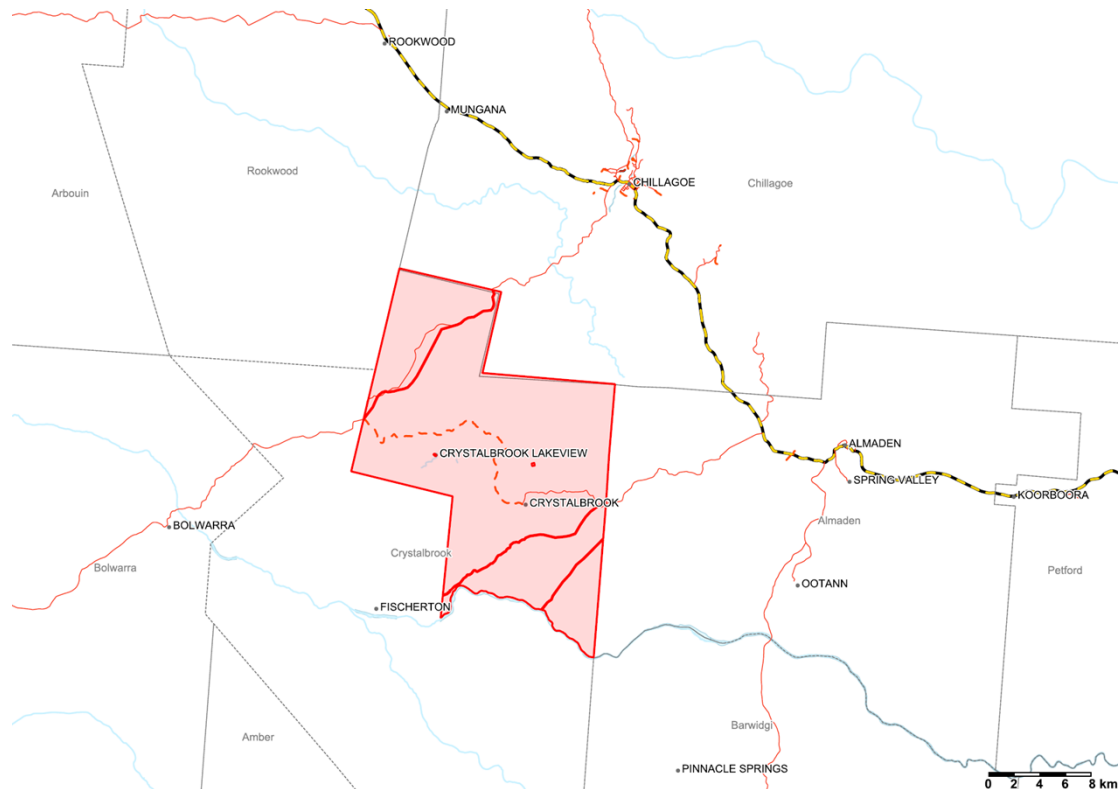 ROOKWOOD
MUNGANA
Rookwood
Arbouin
CHILLAGOE
Chillagoe
ALMADEN
CRYSTALBROOK LAKEVIEW
SPRING VALLEY
KOORBOORA
CRYSTALBROOK
BOLWARRA
Almaden
Crystalbrook
Bolwarra
Petford
OOTANN
FISCHERTON
Barwidgi
Amber
PINNACLE SPRINGS
0 2 4 6 8 km